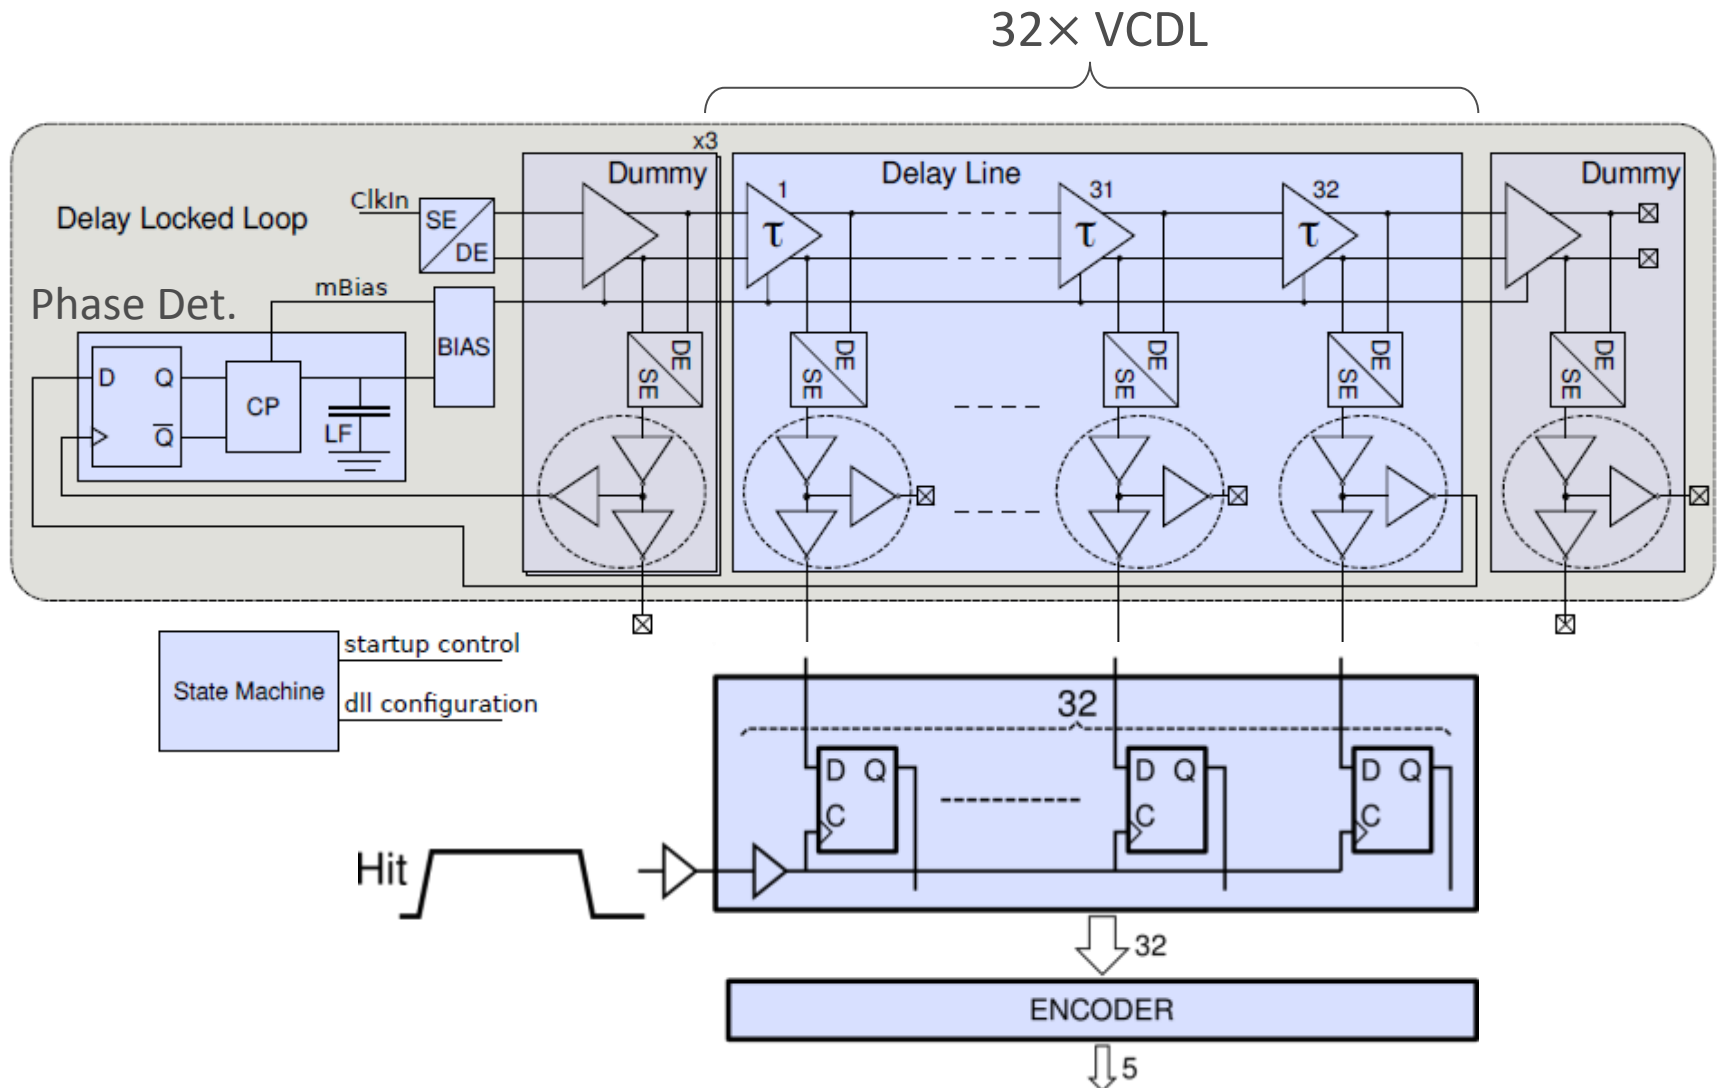 32× VCDL
x3
Dummy
Delay Line
Dummy
ClkIn
SE
DE
1
31
32
τ
τ
τ
Delay Locked Loop
mBias
Phase Det.
BIAS
DE
SE
DE
SE
DE
SE
DE
SE
DE
SE
D
Q
CP
LF
Q̅
startup control
State Machine
dll configuration
32
D Q
C
D Q
C
D Q
C
Hit
32
ENCODER
5